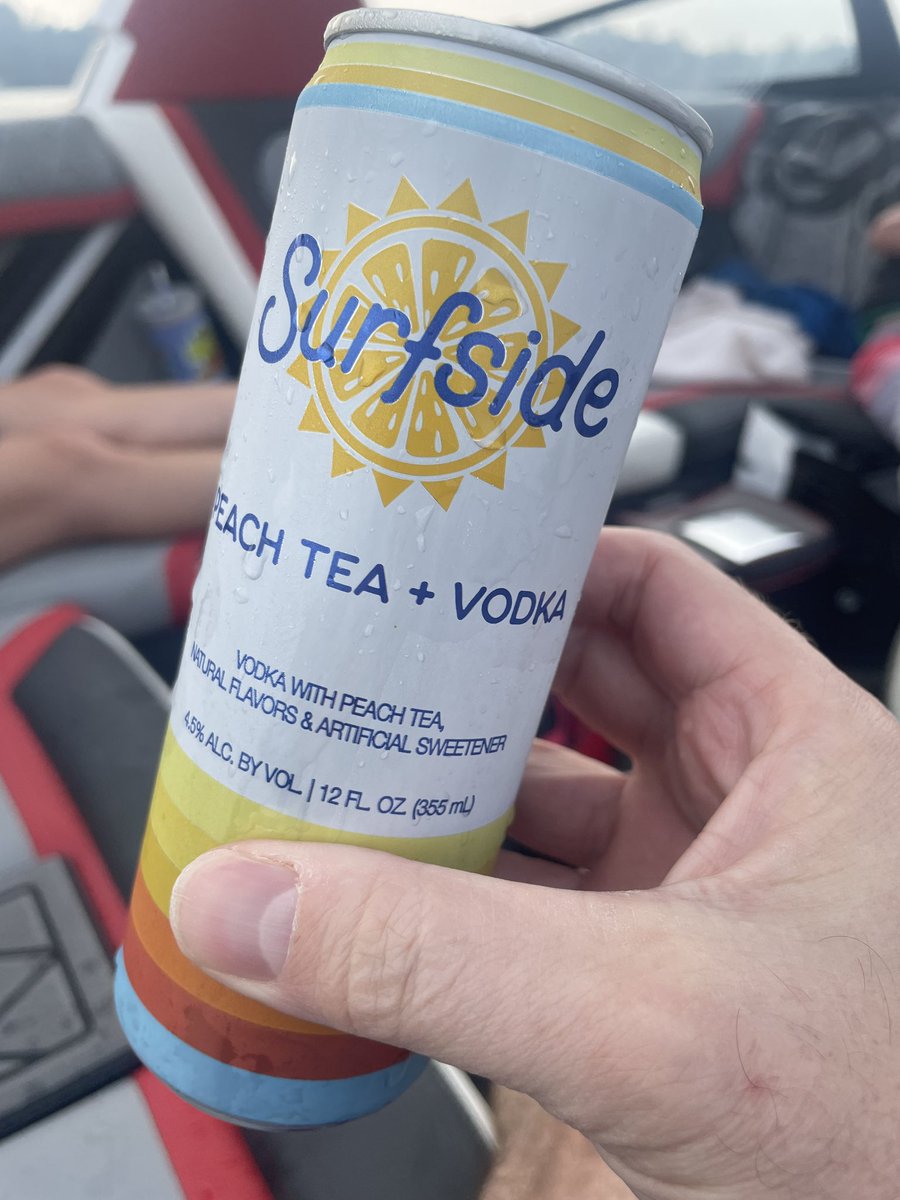 Surfside
PEACH TEA + VODKA
VODKA WITH PEACH TEA,
NATURAL FLAVORS & ARTIFICIAL SWEETENER
4.5% ALC. BY VOL. | 12 FL. OZ. (355 mL)